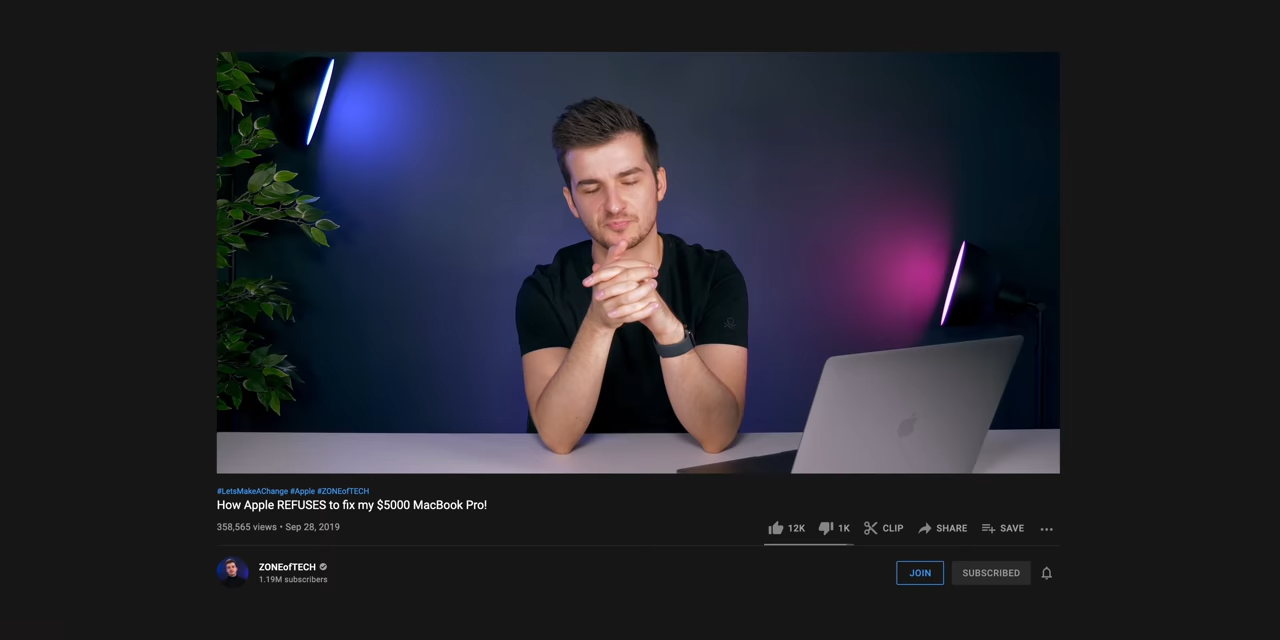 #LetsMakeAChange #Apple #ZONEofTECH
How Apple REFUSES to fix my $5000 MacBook Pro!
358,565 views • Sep 28, 2019
12K 1K CLIP SHARE SAVE
ZONEofTECH
1.19M subscribers
JOIN SUBSCRIBED